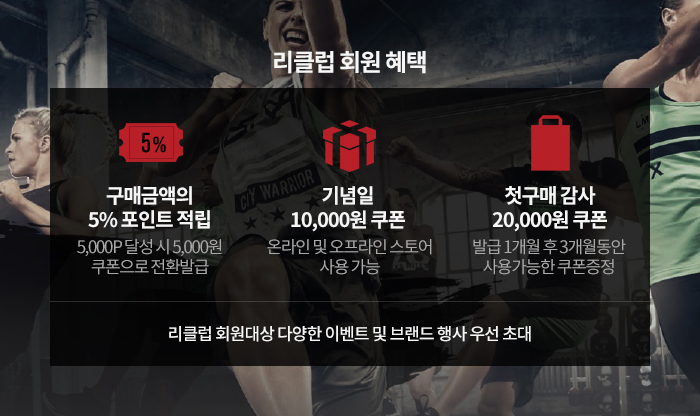 리클럽 회원 혜택
5%
구매금액의
5% 포인트 적립
5,000P 달성 시 5,000원
쿠폰으로 전환발급
기념일
10,000원 쿠폰
온라인 및 오프라인 스토어
사용 가능
첫구매 감사
20,000원 쿠폰
발급 1개월 후 3개월동안
사용가능한 쿠폰증정
CITY WARRIOR
리클럽 회원대상 다양한 이벤트 및 브랜드 행사 우선 초대